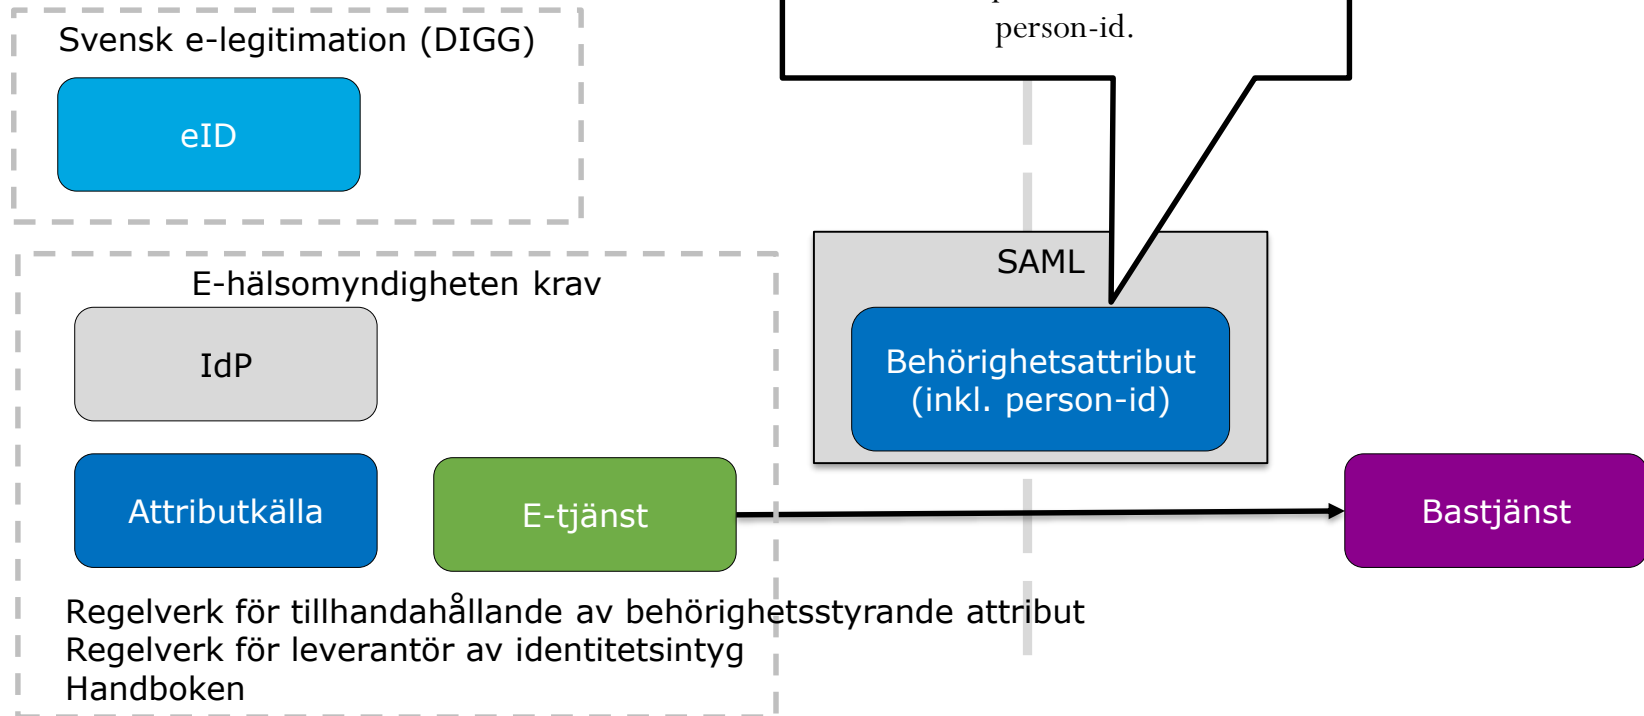 Svensk e-legitimation (DIGG)
eID
person-id.
E-hälsomyndigheten krav
IdP
SAML
Behörighetsattribut
(inkl. person-id)
Attributkälla
E-tjänst
Bastjänst
Regelverk för tillhandahållande av behörighetsstyrande attribut
Regelverk för leverantör av identitetsintyg
Handboken